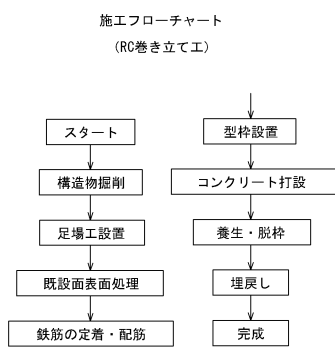 施工フローチャート
(RC巻き立て工)
スタート
構造物掘削
足場工設置
既設面表面処理
鉄筋の定着・配筋
型枠設置
コンクリート打設
養生・脱枠
埋戻し
完成